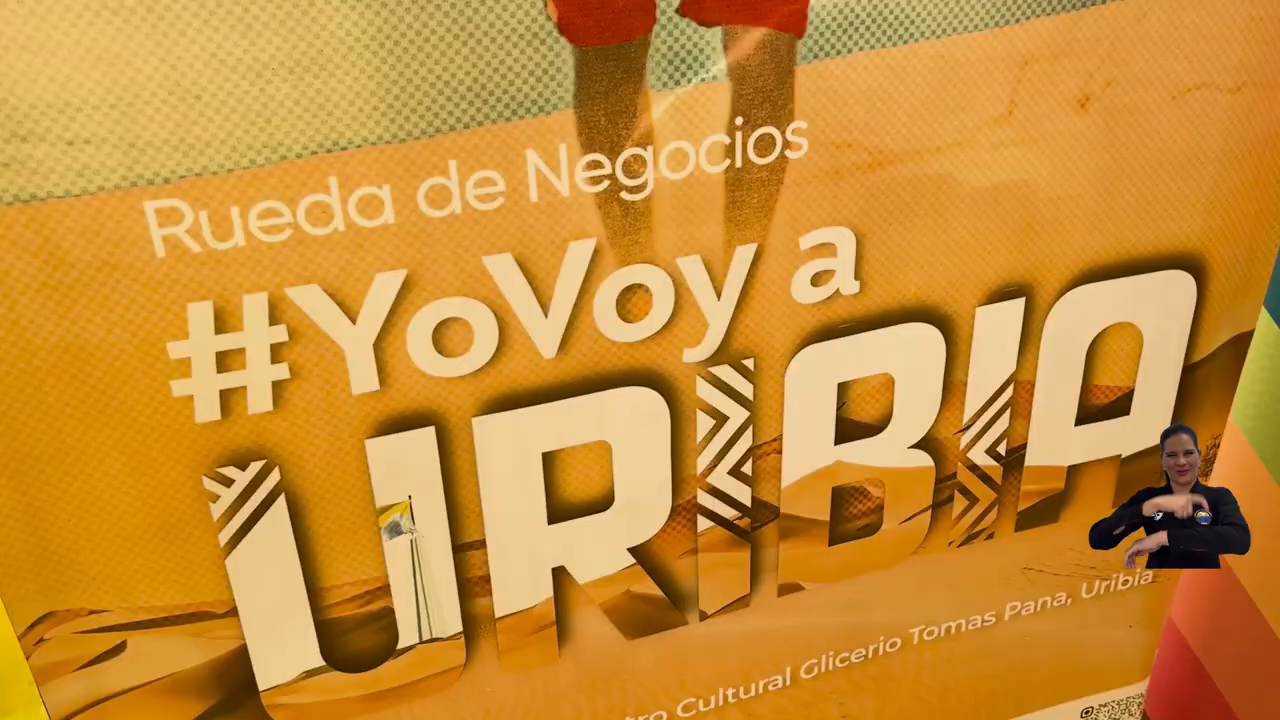 Rueda de Negocios
#YoVoy a
URIBIA
Cultural Glicerio Tomas Pana, Uribia